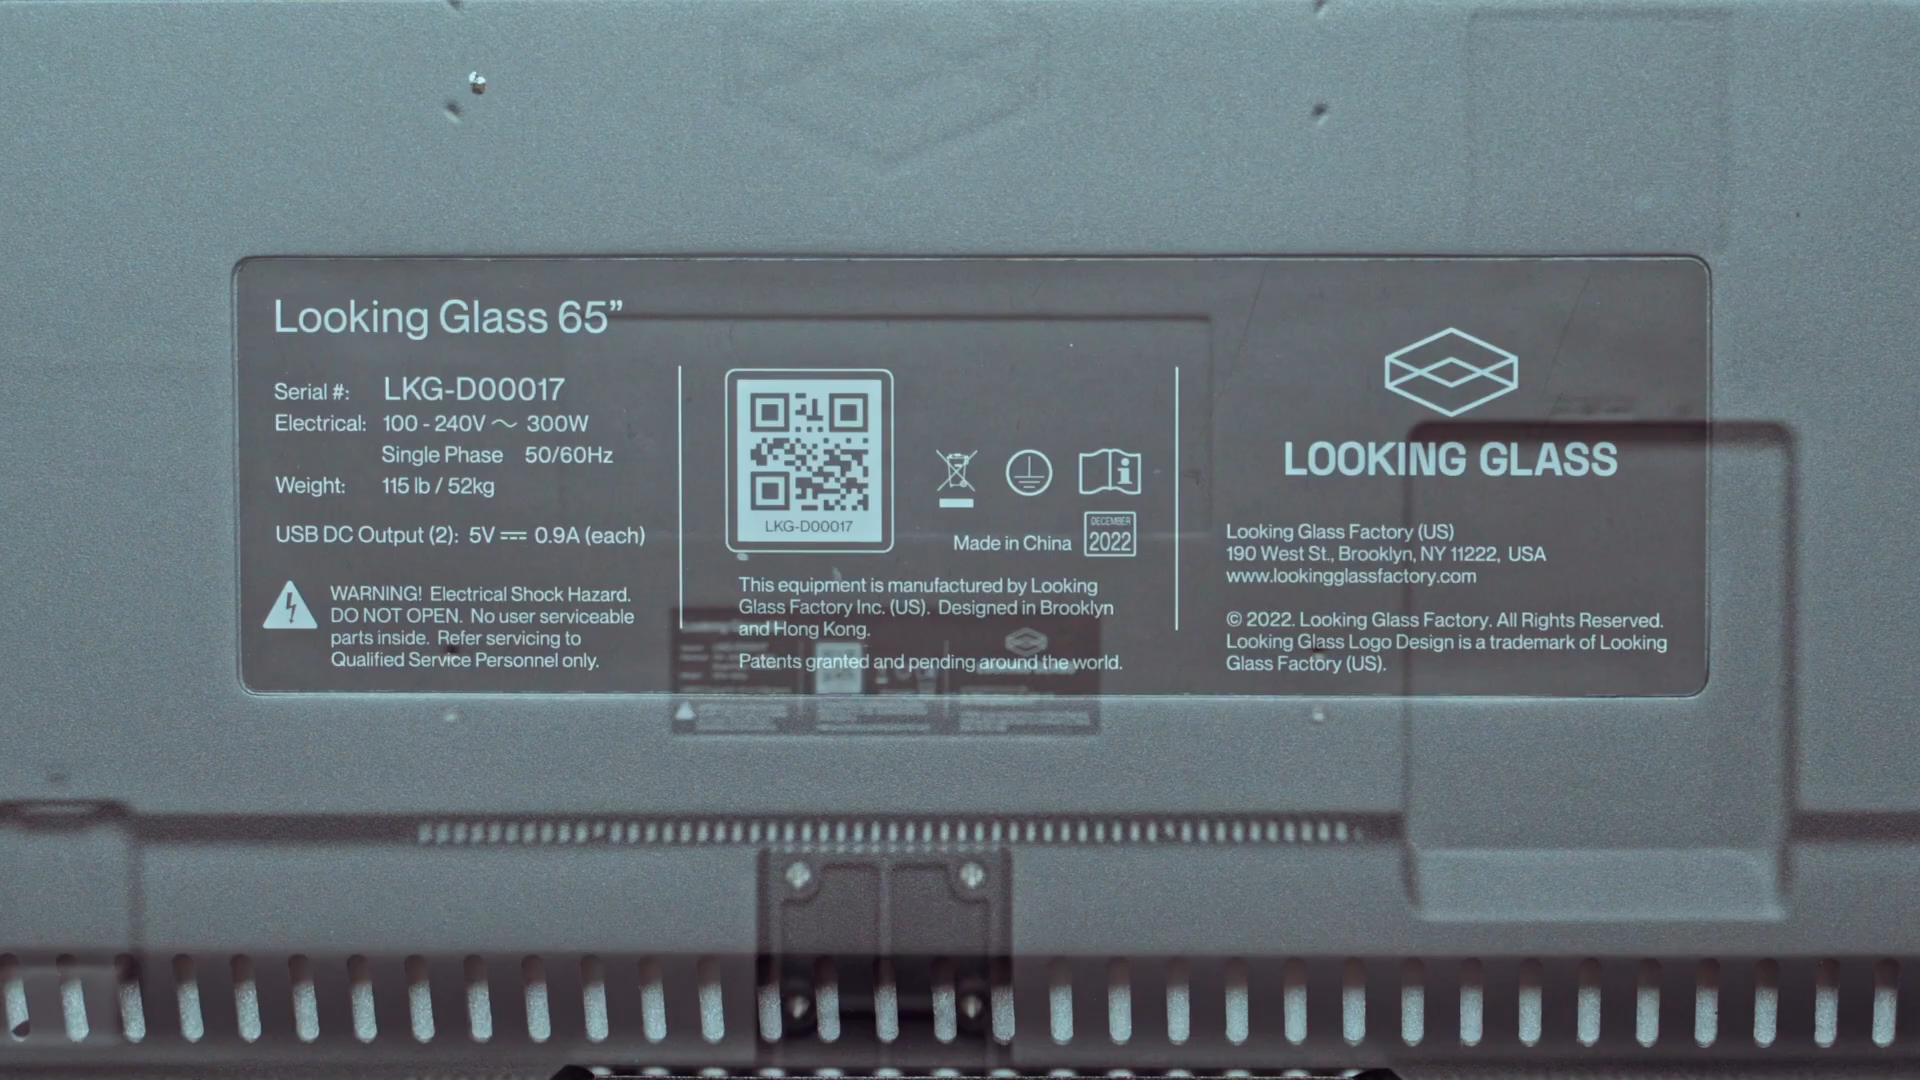 Looking Glass 65”
Serial #: LKG-D00017
Electrical: 100 - 240V ～ 300W
Single Phase 50/60Hz
Weight: 115 lb / 52kg
USB DC Output (2): 5V ⎓ 0.9A (each)
WARNING! Electrical Shock Hazard.
DO NOT OPEN. No user serviceable
parts inside. Refer servicing to
Qualified Service Personnel only.
LKG-D00017
Made in China
DECEMBER
2022
This equipment is manufactured by Looking
Glass Factory Inc. (US). Designed in Brooklyn
and Hong Kong.
Patents granted and pending around the world.
LOOKING GLASS
Looking Glass Factory (US)
190 West St., Brooklyn, NY 11222, USA
www.lookingglassfactory.com
© 2022. Looking Glass Factory. All Rights Reserved.
Looking Glass Logo Design is a trademark of Looking
Glass Factory (US).